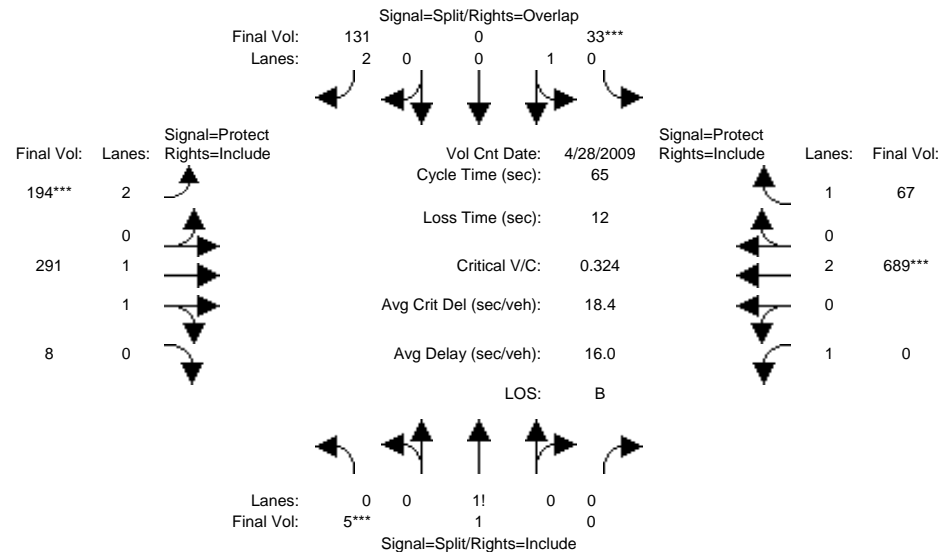 Signal=Split/Rights=Overlap
Final Vol: 131 0 33***
Lanes: 2 0 0 1 0
Signal=Protect
Final Vol: Lanes: Rights=Include
Vol Cnt Date: 4/28/2009
Signal=Protect
Rights=Include Lanes: Final Vol:
Cycle Time (sec): 65
194*** 2
1 67
Loss Time (sec): 12
0
0
291 1
Critical V/C: 0.324
2 689***
1
Avg Crit Del (sec/veh): 18.4
0
8 0
Avg Delay (sec/veh): 16.0
1 0
LOS: B
Lanes: 0 0 1! 0 0
Final Vol: 5*** 1 0
Signal=Split/Rights=Include